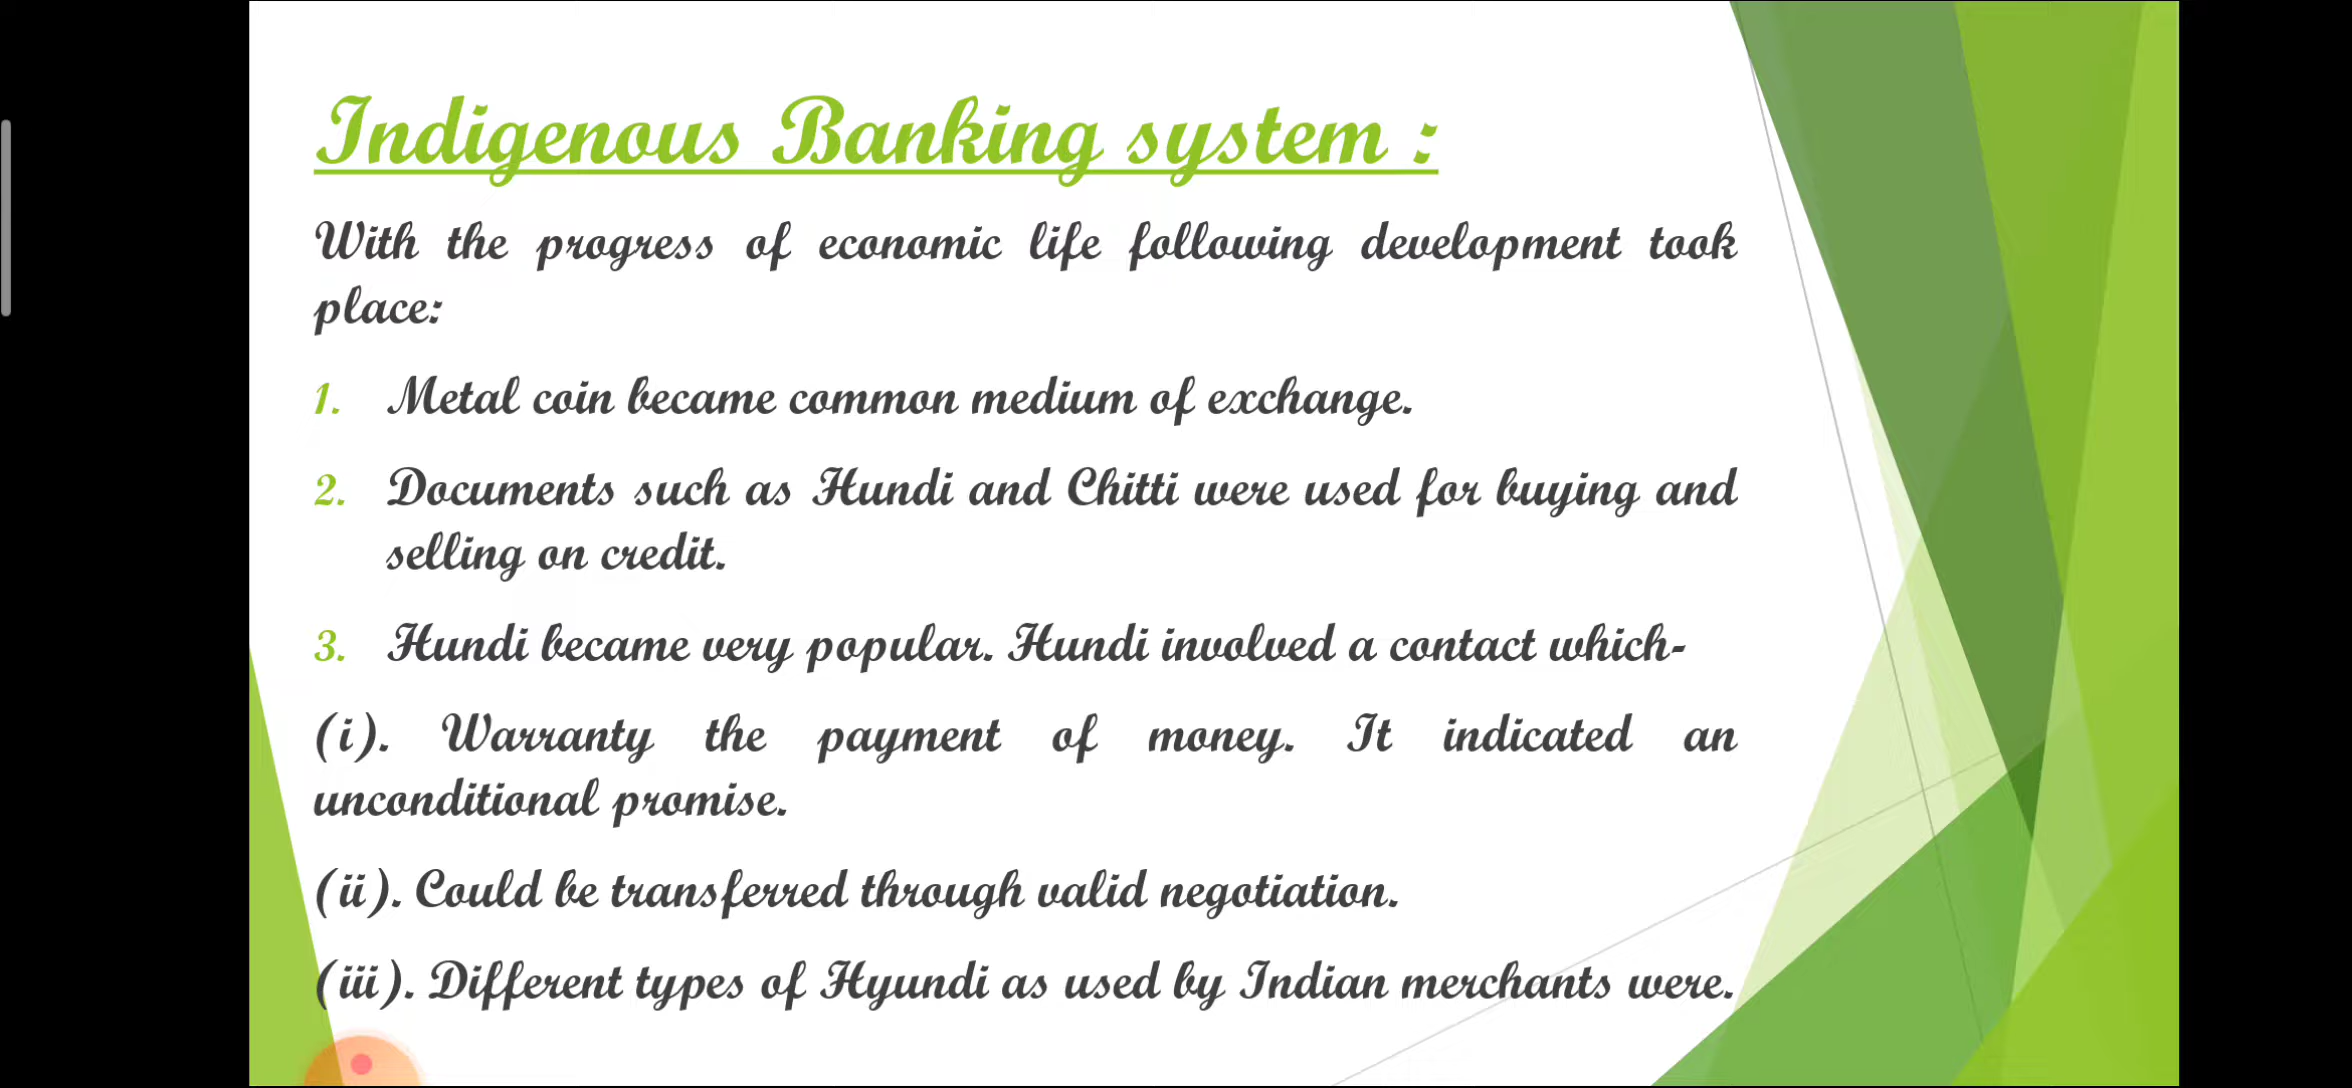 Indigenous Banking system :
With the progress of economic life following development took
place:
1. Metal coin became common medium of exchange.
2. Documents such as Hundi and Chitti were used for buying and
selling on credit.
3. Hundi became very popular. Hundi involved a contact which-
(i). Warranty the payment of money. It indicated an
unconditional promise.
(ii). Could be transferred through valid negotiation.
(iii). Different types of Hyundi as used by Indian merchants were.